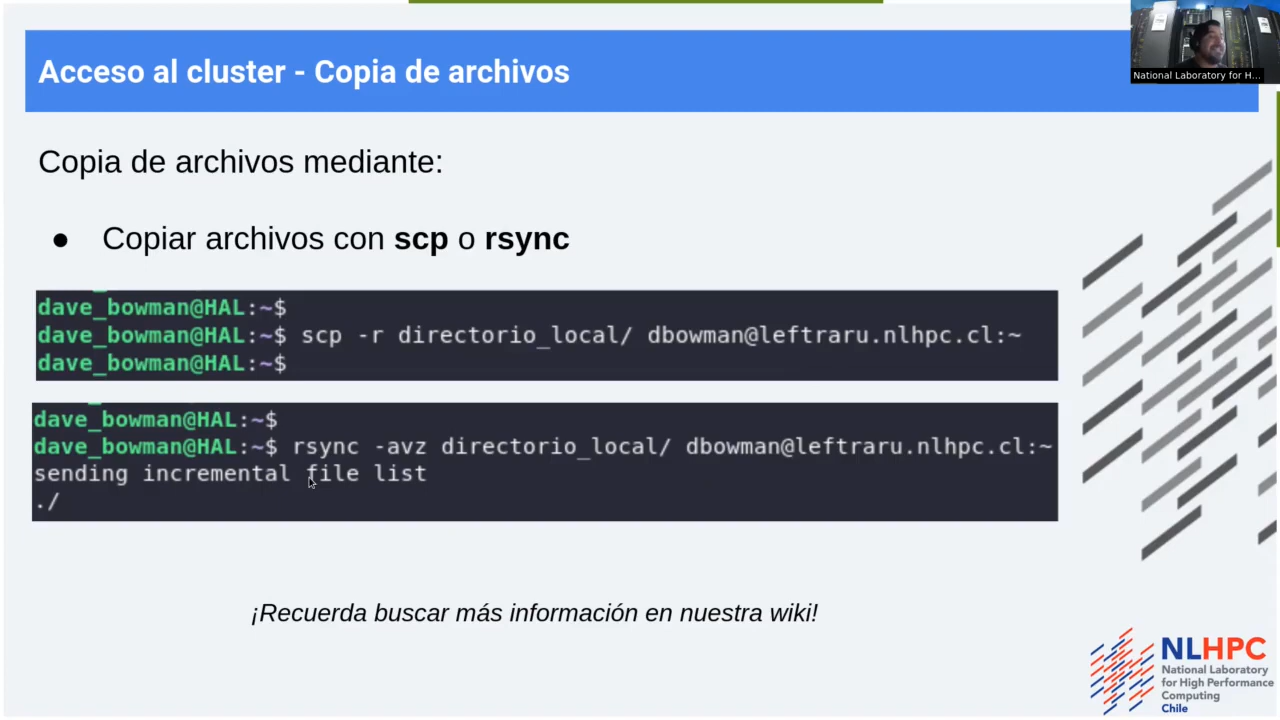 Acceso al cluster - Copia de archivos
National Laboratory for H...
Copia de archivos mediante:
● Copiar archivos con scp o rsync
dave_bowman@HAL:~$
dave_bowman@HAL:~$ scp -r directorio_local/ dbowman@leftraru.nlhpc.cl:~
dave_bowman@HAL:~$
dave_bowman@HAL:~$
dave_bowman@HAL:~$ rsync -avz directorio_local/ dbowman@leftraru.nlhpc.cl:~
sending incremental file list
./
¡Recuerda buscar más información en nuestra wiki!
NLHPC
National Laboratory
for High Performance
Computing
Chile